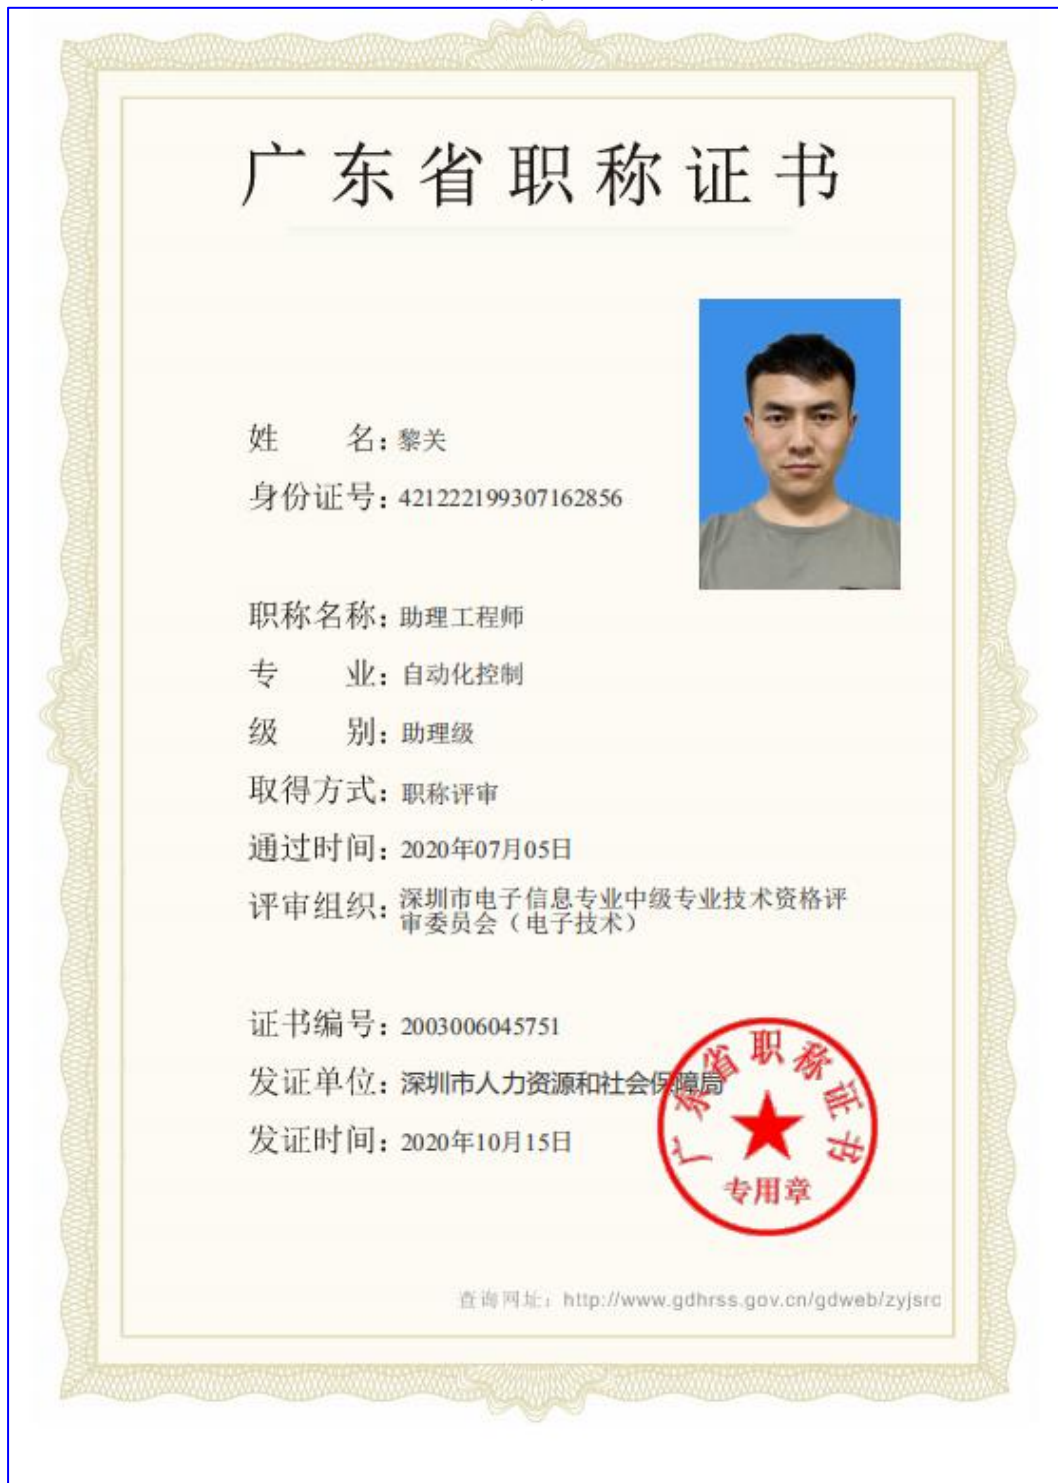 广东省职称证书
姓 名：黎关
身份证号：421222199307162856
职称名称：助理工程师
专 业：自动化控制
级 别：助理级
取得方式：职称评审
通过时间：2020年07月05日
评审组织：深圳市电子信息专业中级专业技术资格评
审委员会（电子技术）
证书编号：2003006045751
发证单位：深圳市人力资源和社会保障局
发证时间：2020年10月15日
广东省职称证书
专用章
查询网址：http://www.gdhrss.gov.cn/gdweb/zyjsrc